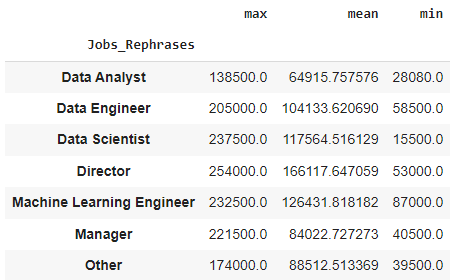 max mean min
Jobs_Rephrases
Data Analyst 138500.0 64915.757576 28080.0
Data Engineer 205000.0 104133.620690 58500.0
Data Scientist 237500.0 117564.516129 15500.0
Director 254000.0 166117.647059 53000.0
Machine Learning Engineer 232500.0 126431.818182 87000.0
Manager 221500.0 84022.727273 40500.0
Other 174000.0 88512.513369 39500.0